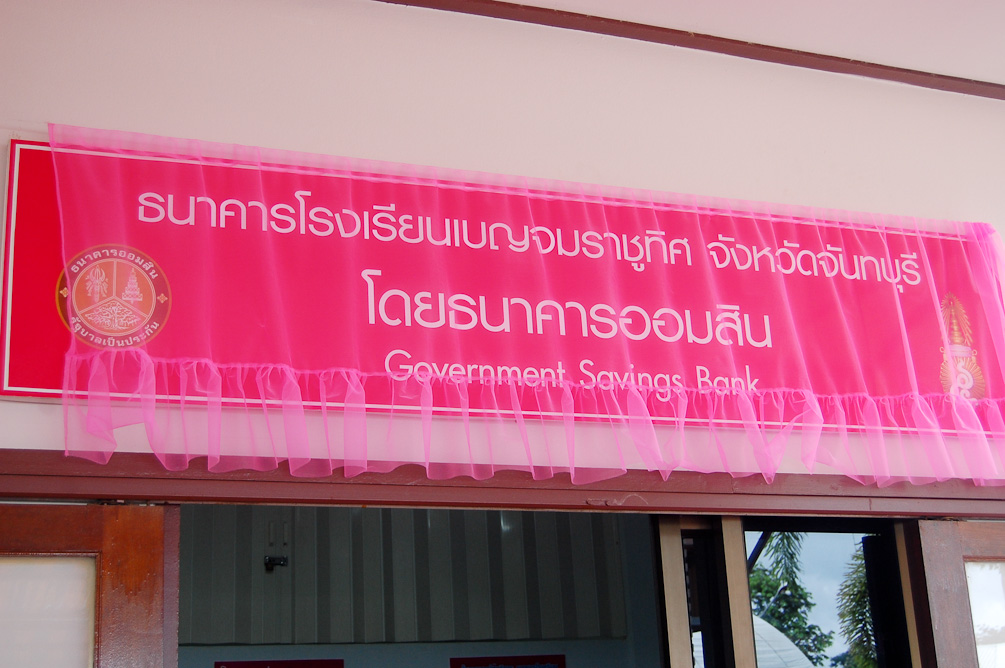 ธนาคารโรงเรียนเบญจมราชูทิศ จังหวัดจันทบุรี
โดยธนาคารออมสิน
Government Savings Bank
ธนาคารออมสิน
รัฐบาลเป็นประกัน